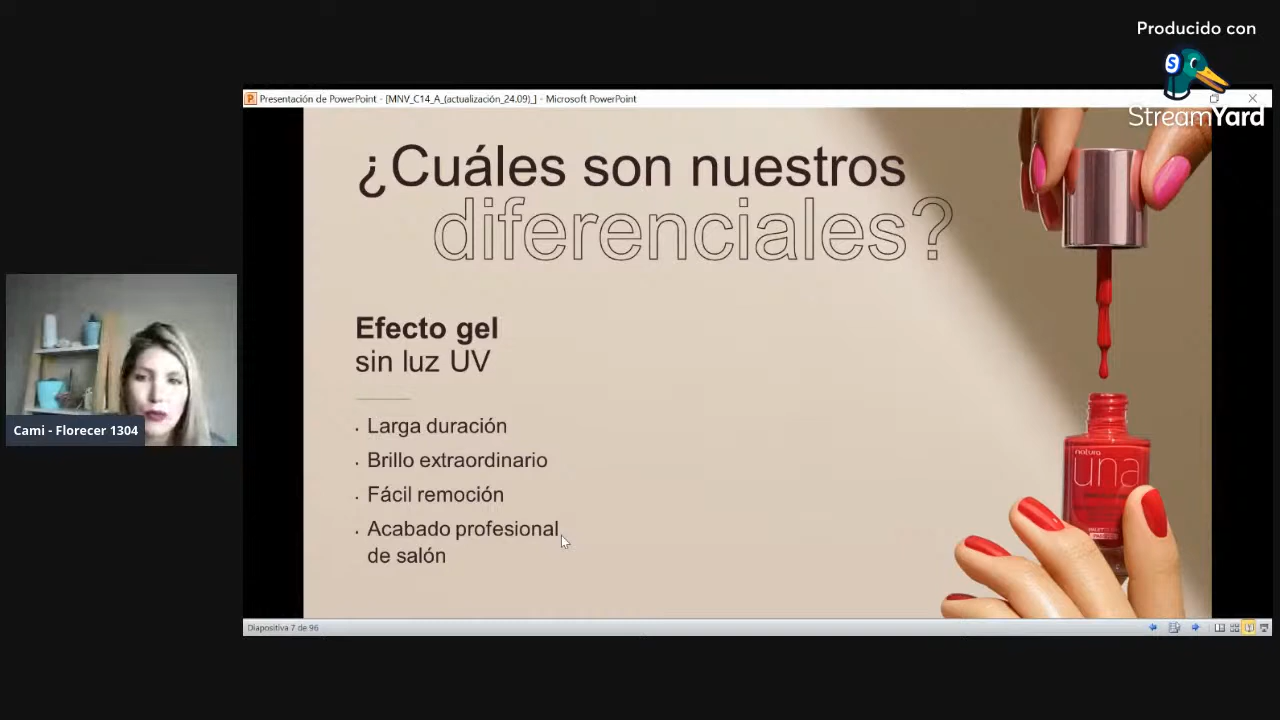 Producido con
StreamYard
Presentación de PowerPoint - [MNV_C14_A_(actualización_24.09)_] - Microsoft PowerPoint
¿Cuáles son nuestros
diferenciales?
Efecto gel
sin luz UV
• Larga duración
• Brillo extraordinario
• Fácil remoción
• Acabado profesional
de salón
natura
una
Cami - Florecer 1304
Diapositiva 7 de 96